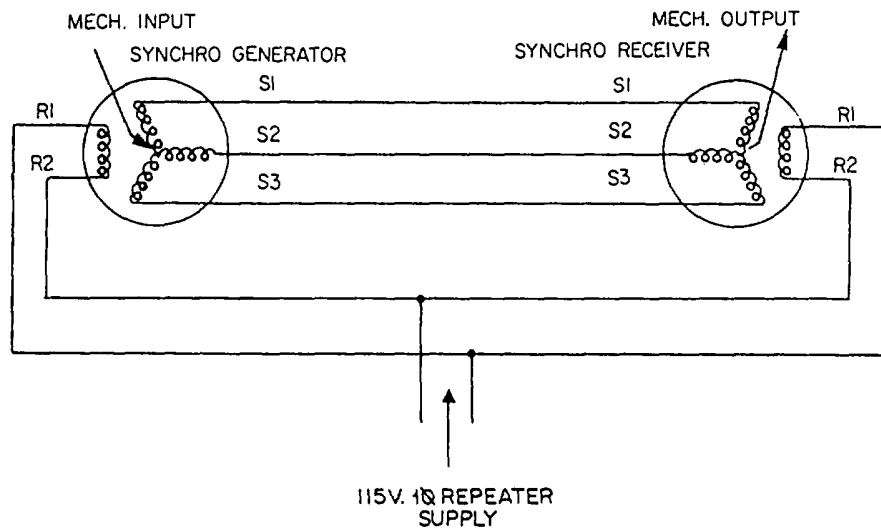 MECH. INPUT
MECH. OUTPUT
SYNCHRO GENERATOR
SYNCHRO RECEIVER
S1
S1
R1
R1
S2
S2
R2
R2
S3
S3
115V. 1Ø REPEATER
SUPPLY